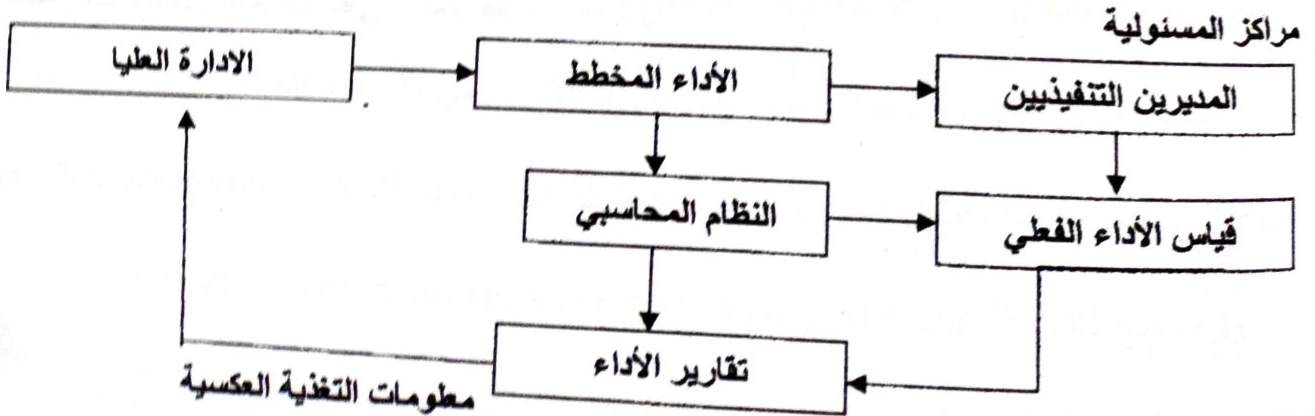 مراكز المسئولية
الادارة العليا
الأداء المخطط
المديرين التنفيذيين
النظام المحاسبي
قياس الأداء الفعلي
تقارير الأداء
معلومات التغذية العكسية